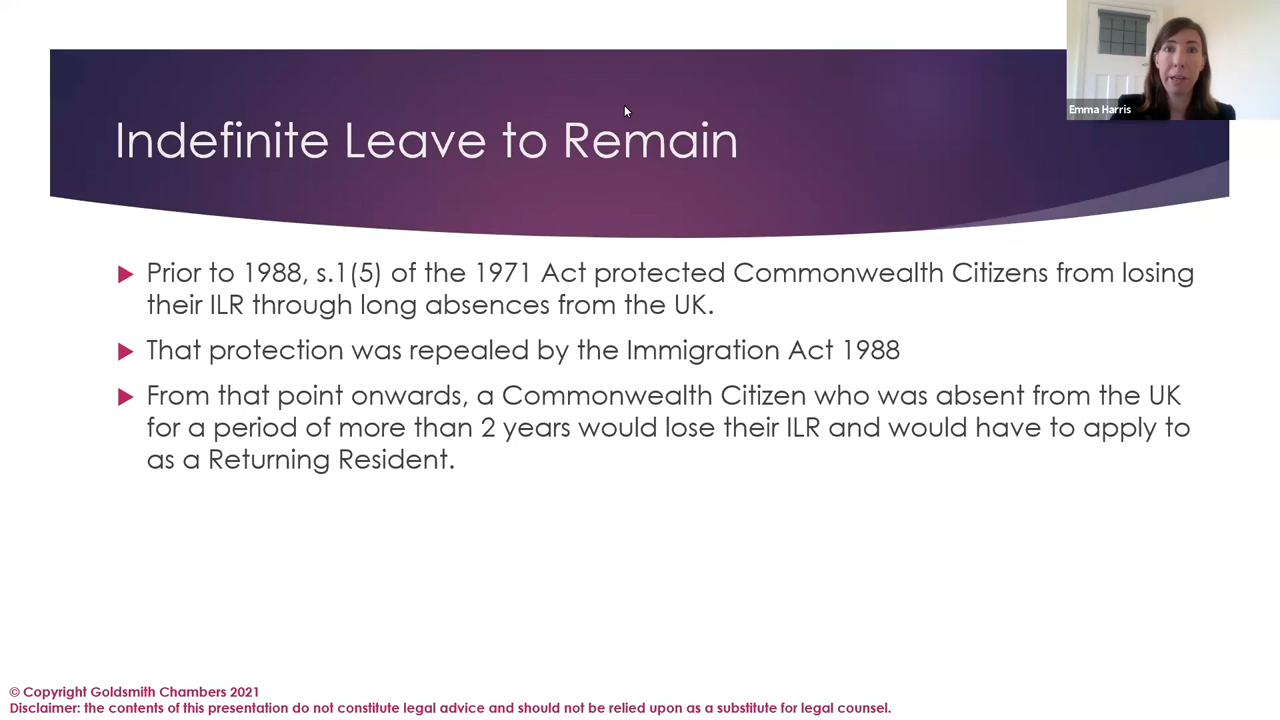 Emma Harris
Indefinite Leave to Remain
Prior to 1988, s.1(5) of the 1971 Act protected Commonwealth Citizens from losing
their ILR through long absences from the UK.
That protection was repealed by the Immigration Act 1988
From that point onwards, a Commonwealth Citizen who was absent from the UK
for a period of more than 2 years would lose their ILR and would have to apply to
as a Returning Resident.
© Copyright Goldsmith Chambers 2021
Disclaimer: the contents of this presentation do not constitute legal advice and should not be relied upon as a substitute for legal counsel.